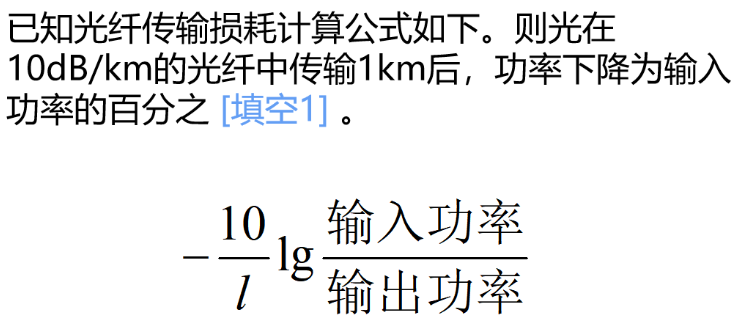 已知光纤传输损耗计算公式如下。则光在
10dB/km的光纤中传输1km后，功率下降为输入
功率的百分之 [填空1] 。
−10/l lg 输入功率/输出功率